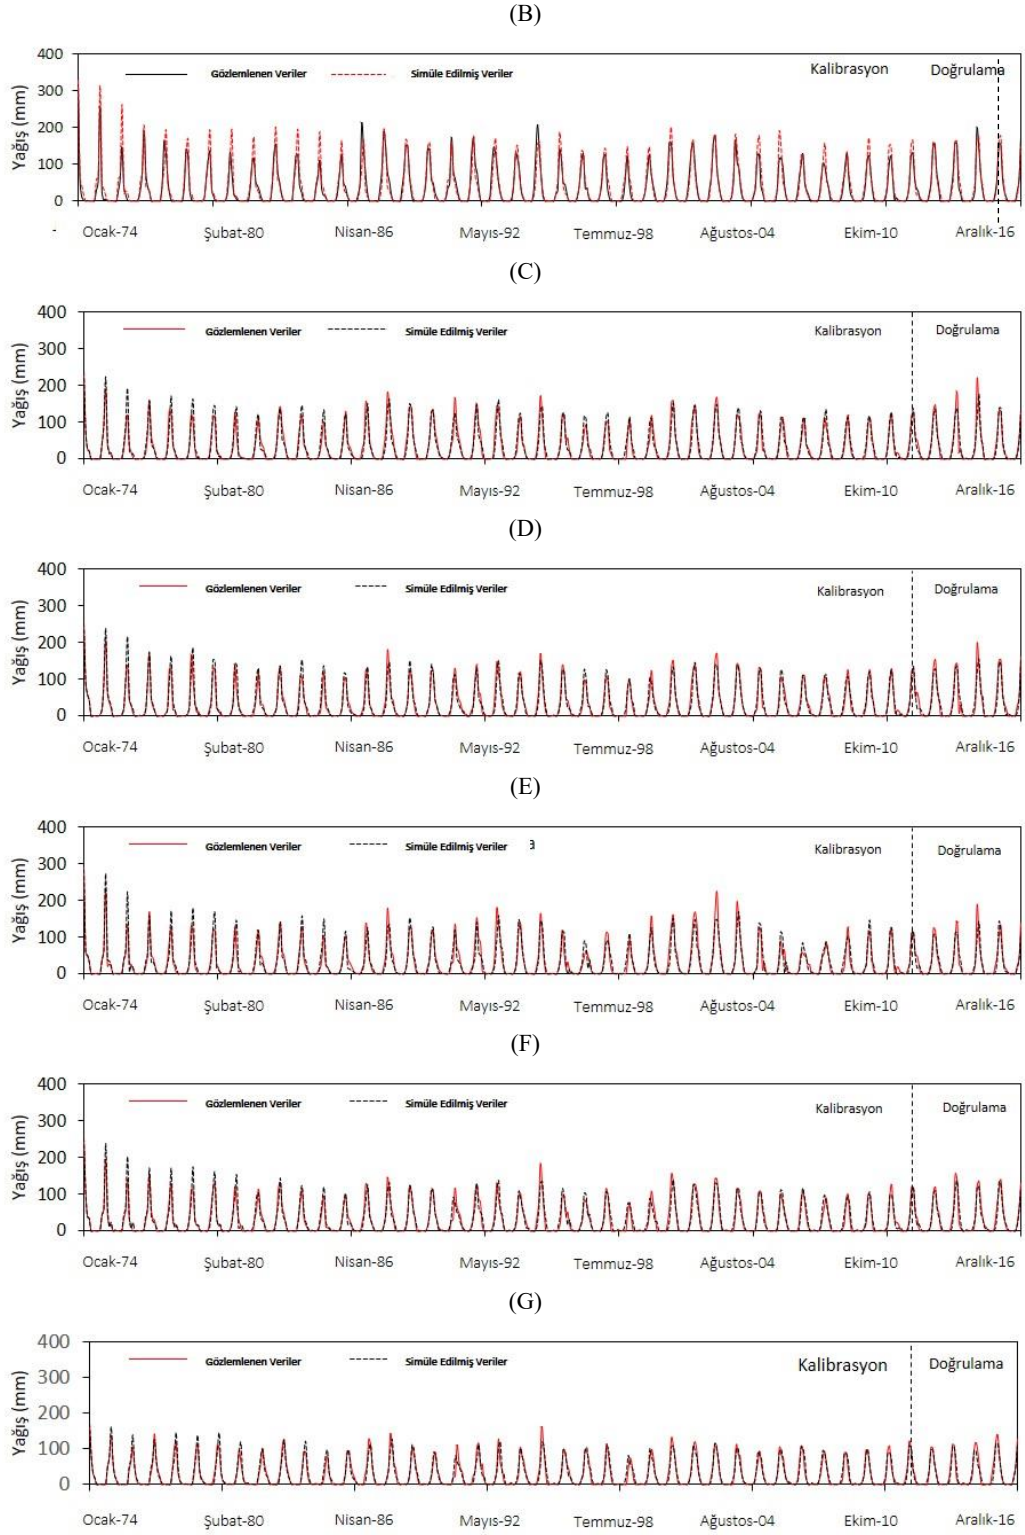 (B)
400
Gözlemlenen Veriler
Simüle Edilmiş Veriler
Kalibrasyon
Doğrulama
300
200
100
0
Yağış (mm)
-
Ocak-74 Şubat-80 Nisan-86 Mayıs-92 Temmuz-98 Ağustos-04 Ekim-10 Aralık-16
(C)
400
Gözlemlenen Veriler
Simüle Edilmiş Veriler
Kalibrasyon
Doğrulama
300
200
100
0
Yağış (mm)
Ocak-74 Şubat-80 Nisan-86 Mayıs-92 Temmuz-98 Ağustos-04 Ekim-10 Aralık-16
(D)
400
Gözlemlenen Veriler
Simüle Edilmiş Veriler
Kalibrasyon
Doğrulama
300
200
100
0
Yağış (mm)
Ocak-74 Şubat-80 Nisan-86 Mayıs-92 Temmuz-98 Ağustos-04 Ekim-10 Aralık-16
(E)
400
Gözlemlenen Veriler
Simüle Edilmiş Veriler
a
Kalibrasyon
Doğrulama
300
200
100
0
Yağış (mm)
Ocak-74 Şubat-80 Nisan-86 Mayıs-92 Temmuz-98 Ağustos-04 Ekim-10 Aralık-16
(F)
400
Gözlemlenen Veriler
Simüle Edilmiş Veriler
Kalibrasyon
Doğrulama
300
200
100
0
Yağış (mm)
Ocak-74 Şubat-80 Nisan-86 Mayıs-92 Temmuz-98 Ağustos-04 Ekim-10 Aralık-16
(G)
400
Gözlemlenen Veriler
Simüle Edilmiş Veriler
Kalibrasyon
Doğrulama
300
200
100
0
Yağış (mm)
Ocak-74 Şubat-80 Nisan-86 Mayıs-92 Temmuz-98 Ağustos-04 Ekim-10 Aralık-16